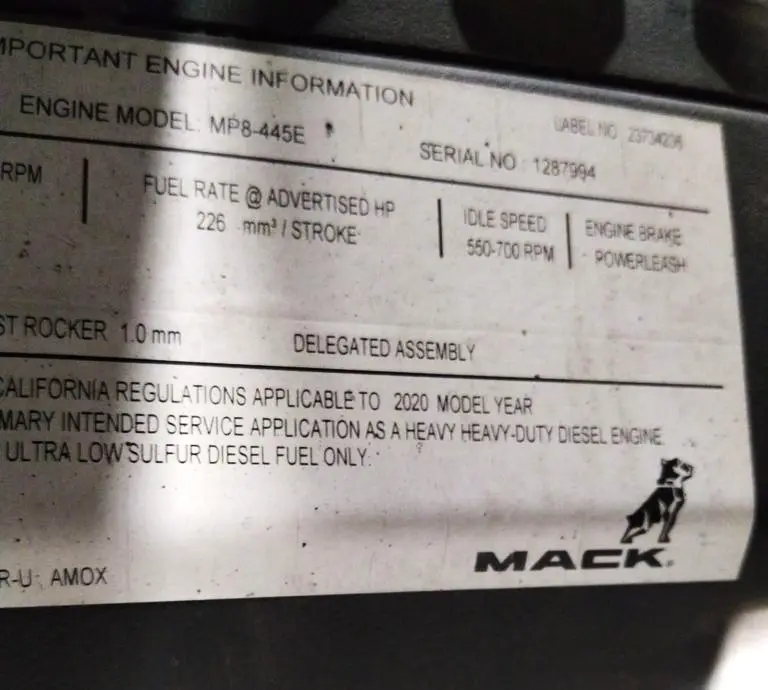 MPORTANT ENGINE INFORMATION
LABEL NO 23734236
ENGINE MODEL: MP8-445E
SERIAL NO : 1287994
RPM
FUEL RATE @ ADVERTISED HP
226 mm³ / STROKE
IDLE SPEED
550-700 RPM
ENGINE BRAKE
POWERLEASH
ST ROCKER 1.0 mm
DELEGATED ASSEMBLY
CALIFORNIA REGULATIONS APPLICABLE TO 2020 MODEL YEAR
MARY INTENDED SERVICE APPLICATION AS A HEAVY HEAVY-DUTY DIESEL ENGINE.
ULTRA LOW SULFUR DIESEL FUEL ONLY.
R-U: AMOX
MACK